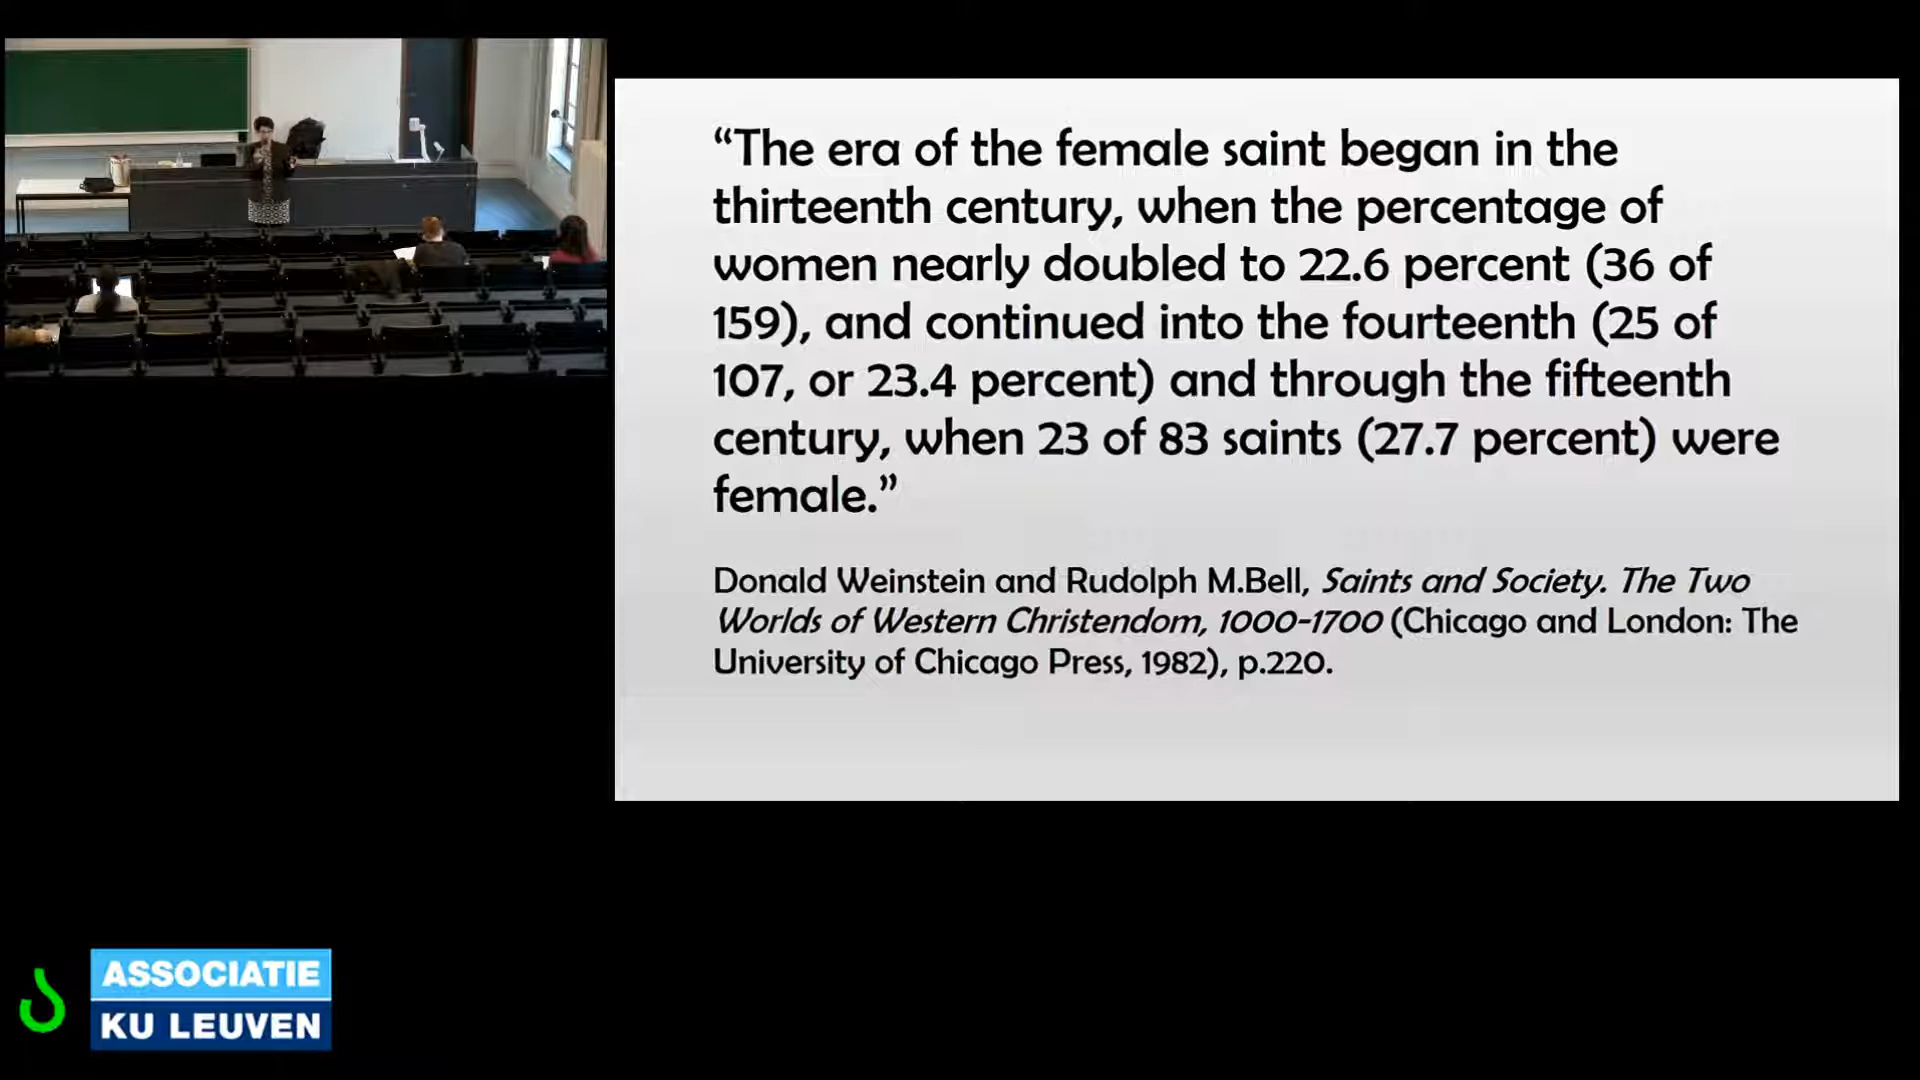 “The era of the female saint began in the
thirteenth century, when the percentage of
women nearly doubled to 22.6 percent (36 of
159), and continued into the fourteenth (25 of
107, or 23.4 percent) and through the fifteenth
century, when 23 of 83 saints (27.7 percent) were
female.”
Donald Weinstein and Rudolph M.Bell, Saints and Society. The Two
Worlds of Western Christendom, 1000-1700 (Chicago and London: The
University of Chicago Press, 1982), p.220.
ASSOCIATIE
KU LEUVEN